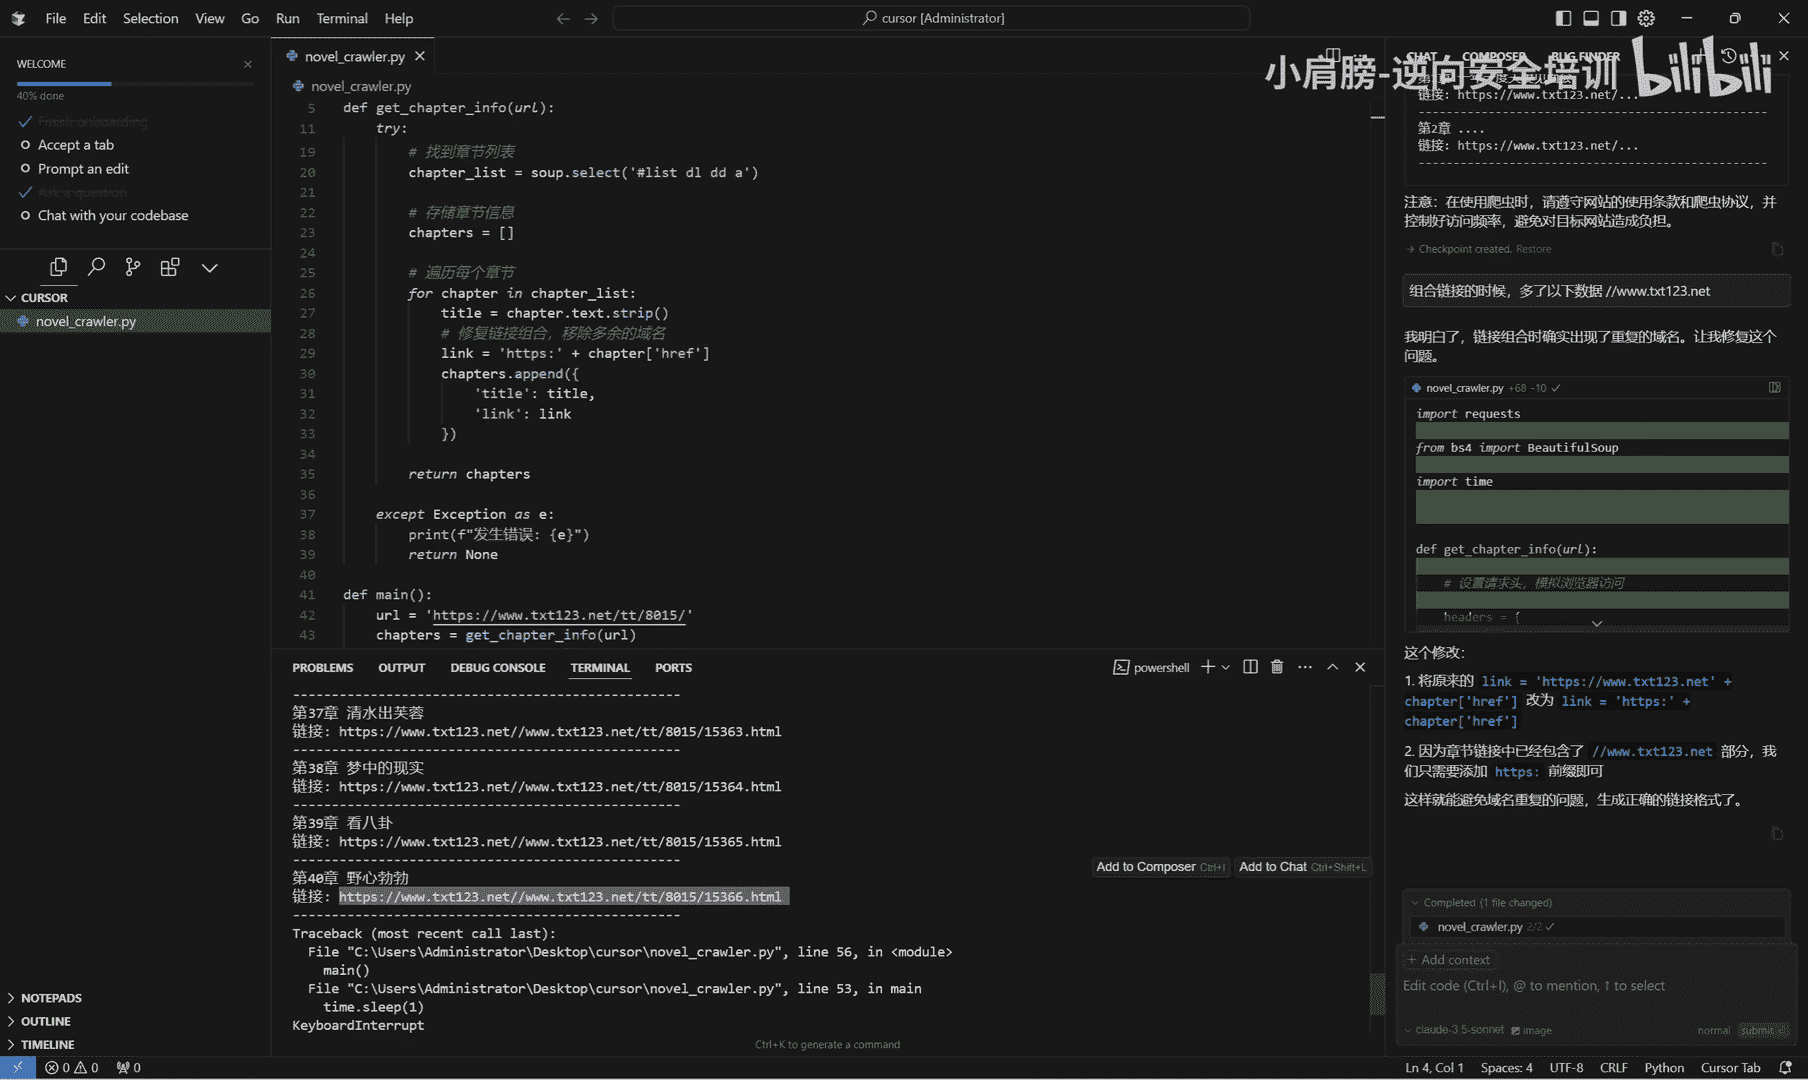 File Edit Selection View Go Run Terminal Help
cursor [Administrator]
WELCOME
40% done
Finish onboarding
Accept a tab
Prompt an edit
Ask a question
Chat with your codebase
CURSOR
novel_crawler.py
NOTEPADS
OUTLINE
TIMELINE
novel_crawler.py
novel_crawler.py
5 def get_chapter_info(url):
11 try:
19 # 找到章节列表
20 chapter_list = soup.select('#list dl dd a')
21
22 # 存储章节信息
23 chapters = []
24
25 # 遍历每个章节
26 for chapter in chapter_list:
27 title = chapter.text.strip()
28 # 修复链接组合，移除多余的域名
29 link = 'https:' + chapter['href']
30 chapters.append({
31 'title': title,
32 'link': link
33 })
34
35 return chapters
36
37 except Exception as e:
38 print(f"发生错误: {e}")
39 return None
40
41 def main():
42 url = 'https://www.txt123.net/tt/8015/'
43 chapters = get_chapter_info(url)
PROBLEMS OUTPUT DEBUG CONSOLE TERMINAL PORTS
powershell
--------------------------------------------------
第37章 清水出芙蓉
链接: https://www.txt123.net//www.txt123.net/tt/8015/15363.html
--------------------------------------------------
第38章 梦中的现实
链接: https://www.txt123.net//www.txt123.net/tt/8015/15364.html
--------------------------------------------------
第39章 看八卦
链接: https://www.txt123.net//www.txt123.net/tt/8015/15365.html
--------------------------------------------------
第40章 野心勃勃
链接: https://www.txt123.net//www.txt123.net/tt/8015/15366.html
--------------------------------------------------
Add to Composer Ctrl+I Add to Chat Ctrl+Shift+L
Traceback (most recent call last):
File "C:\Users\Administrator\Desktop\cursor\novel_crawler.py", line 56, in <module>
main()
File "C:\Users\Administrator\Desktop\cursor\novel_crawler.py", line 53, in main
time.sleep(1)
KeyboardInterrupt
Ctrl+K to generate a command
CHAT COMPOSER BUG FINDER
小肩膀-逆向安全培训 bilibili
链接: https://www.txt123.net/...
--------------------------------------------------
第2章 ....
链接: https://www.txt123.net/...
--------------------------------------------------
注意：在使用爬虫时，请遵守网站的使用条款和爬虫协议，并
控制好访问频率，避免对目标网站造成负担。
Checkpoint created. Restore
组合链接的时候，多了以下数据 //www.txt123.net
我明白了，链接组合时确实出现了重复的域名。让我修复这个
问题。
novel_crawler.py +68 -10
import requests
from bs4 import BeautifulSoup
import time
def get_chapter_info(url):
# 设置请求头，模拟浏览器访问
headers = {
这个修改：
1. 将原来的 link = 'https://www.txt123.net' +
chapter['href'] 改为 link = 'https:' +
chapter['href']
2. 因为章节链接中已经包含了 //www.txt123.net 部分，我
们只需要添加 https: 前缀即可
这样就能避免域名重复的问题，生成正确的链接格式了。
Completed (1 file changed)
novel_crawler.py 2/2
+ Add context
Edit code (Ctrl+I), @ to mention, ↑ to select
claude-3.5-sonnet image normal submit
0 0 0
Ln 4, Col 1 Spaces: 4 UTF-8 CRLF Python Cursor Tab